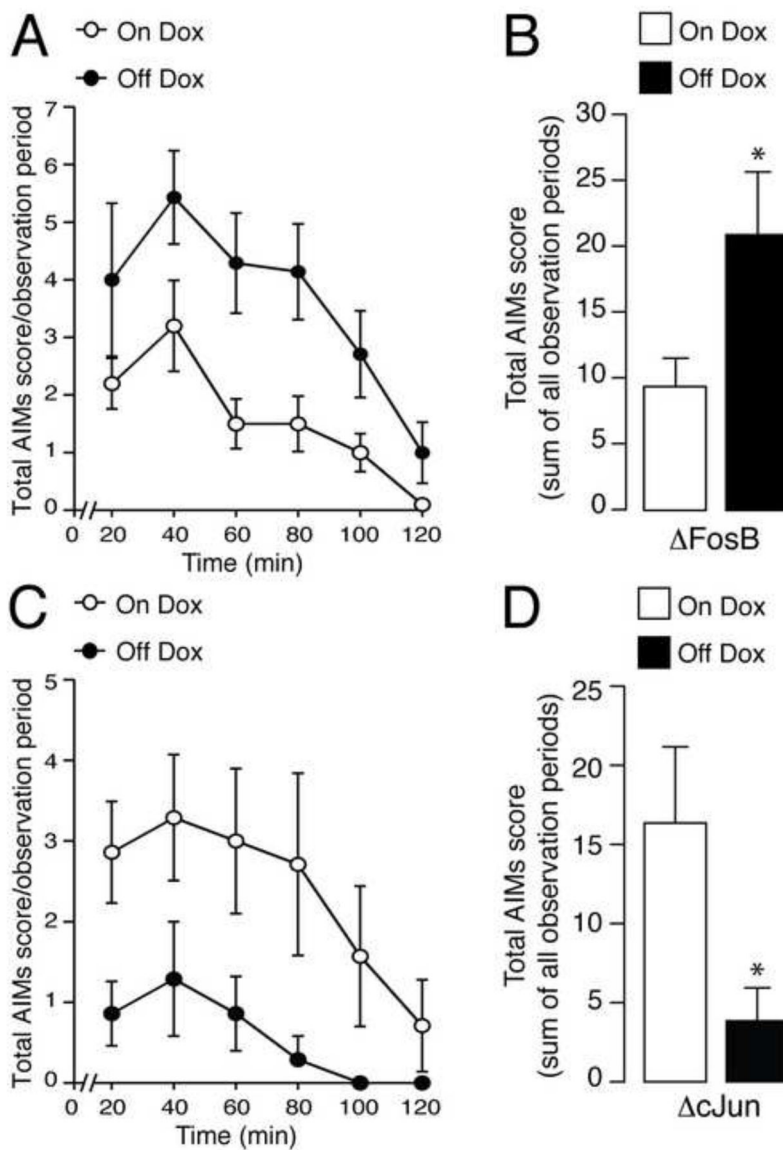 A
On Dox
Off Dox
Total AIMs score/observation period
7
6
5
4
3
2
1
0
0 20 40 60 80 100 120
Time (min)
B
On Dox
Off Dox
Total AIMs score
(sum of all observation periods)
30
25
20
15
10
5
0
*
ΔFosB
C
On Dox
Off Dox
Total AIMs score/observation period
5
4
3
2
1
0
0 20 40 60 80 100 120
Time (min)
D
On Dox
Off Dox
Total AIMs score
(sum of all observation periods)
25
20
15
10
5
0
*
ΔcJun